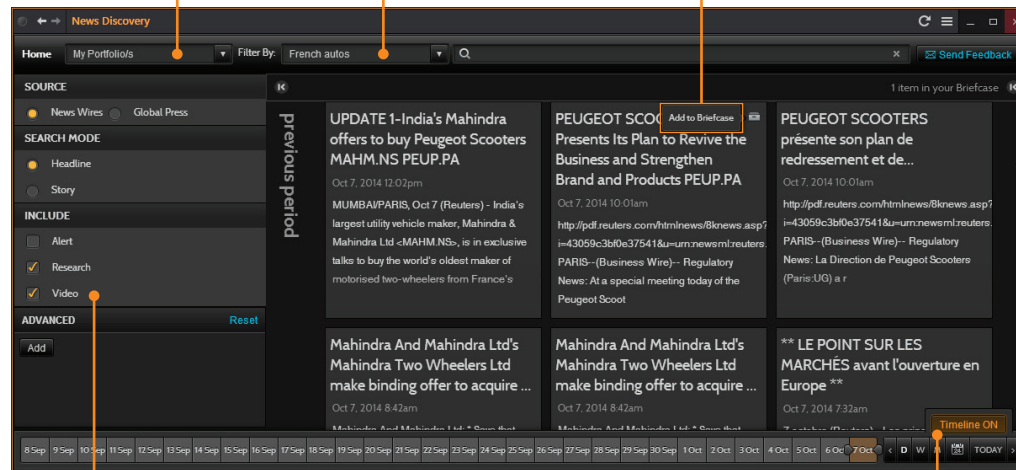 News Discovery
Home My Portfolio/s Filter By: French autos Send Feedback
SOURCE
1 item in your Briefcase
News Wires Global Press
SEARCH MODE
Headline
Story
INCLUDE
Alert
Research
Video
ADVANCED Reset
Add
previous period
UPDATE 1-India's Mahindra
offers to buy Peugeot Scooters
MAHM.NS PEUP.PA
Oct 7, 2014 12:02pm
MUMBAI/PARIS, Oct 7 (Reuters) - India's
largest utility vehicle maker, Mahindra &
Mahindra Ltd <MAHM.NS>, is in exclusive
talks to buy the world's oldest maker of
motorised two-wheelers from France's
Add to Briefcase
PEUGEOT SCOO
Presents Its Plan to Revive the
Business and Strengthen
Brand and Products PEUP.PA
Oct 7, 2014 10:01am
http://pdf.reuters.com/htmlnews/8knews.asp?
i=43059c3bf0e37541&u=urn:newsml:reuters.
PARIS--(Business Wire)-- Regulatory
News: At a special meeting today of the
Peugeot Scoot
PEUGEOT SCOOTERS
présente son plan de
redressement et de...
Oct 7, 2014 10:01am
http://pdf.reuters.com/htmlnews/8knews.asp?
i=43059c3bf0e37541&u=urn:newsml:reuters.
PARIS--(Business Wire)-- Regulatory
News: La Direction de Peugeot Scooters
(Paris:UG) a r
Mahindra And Mahindra Ltd's
Mahindra Two Wheelers Ltd
make binding offer to acquire ...
Oct 7, 2014 8:42am
Mahindra And Mahindra Ltd: * Says that
Mahindra And Mahindra Ltd's
Mahindra Two Wheelers Ltd
make binding offer to acquire ...
Oct 7, 2014 8:42am
Mahindra And Mahindra Ltd: * Says that
** LE POINT SUR LES
MARCHÉS avant l'ouverture en
Europe **
Oct 7, 2014 7:32am
Timeline ON
8 Sep 9 Sep 10 Sep 11 Sep 12 Sep 13 Sep 14 Sep 15 Sep 16 Sep 17 Sep 18 Sep 19 Sep 20 Sep 21 Sep 22 Sep 23 Sep 24 Sep 25 Sep 26 Sep 27 Sep 28 Sep 29 Sep 30 Sep 1 Oct 2 Oct 3 Oct 4 Oct 5 Oct 6 Oct 7 Oct D W M TODAY